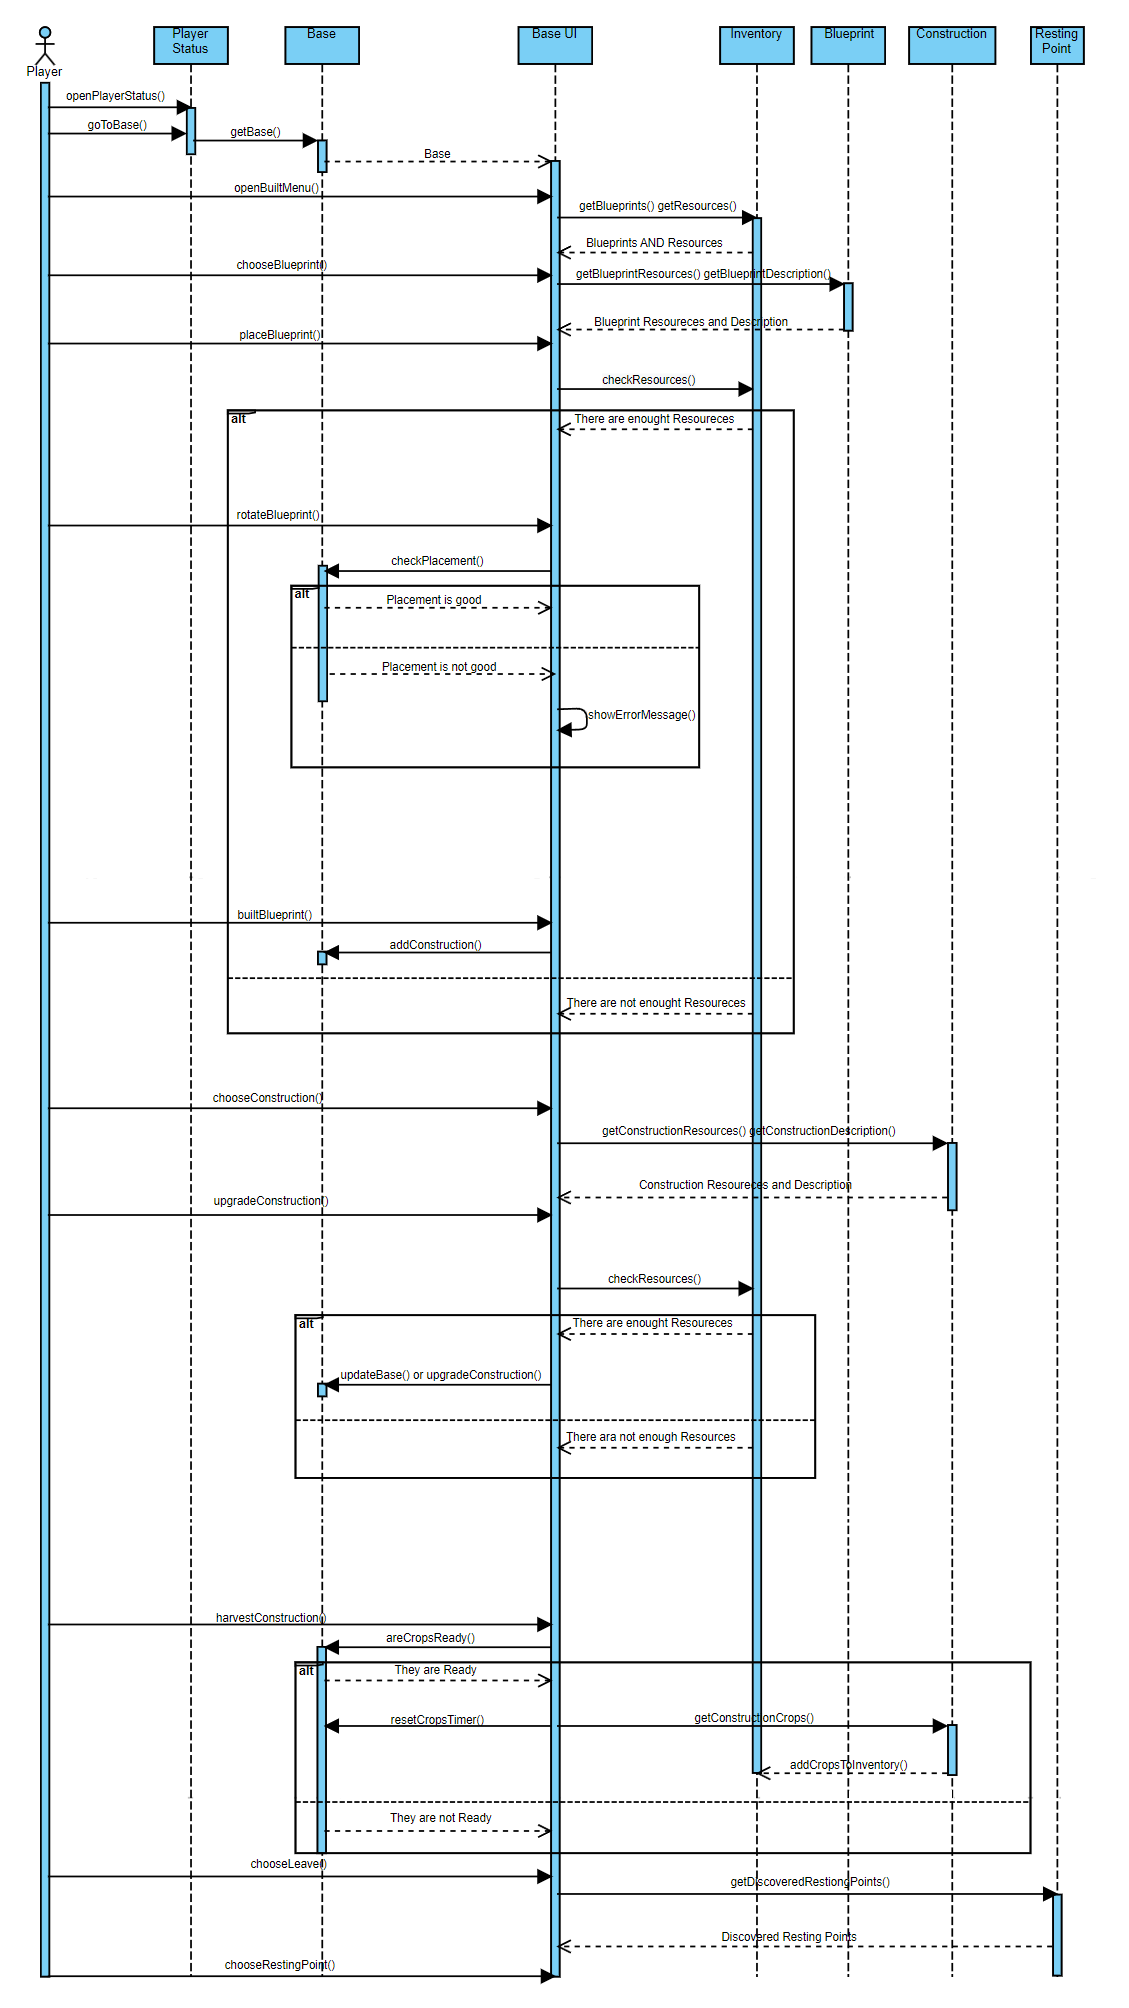 Player
Player
Status
Base
Base UI
Inventory
Blueprint
Construction
Resting
Point
openPlayerStatus()
goToBase()
getBase()
Base
openBuiltMenu()
getBlueprints() getResources()
Blueprints AND Resources
chooseBlueprint()
getBlueprintResources() getBlueprintDescription()
Blueprint Resoureces and Description
placeBlueprint()
checkResources()
alt
There are enought Resoureces
rotateBlueprint()
checkPlacement()
alt
Placement is good
Placement is not good
showErrorMessage()
builtBlueprint()
addConstruction()
There are not enought Resoureces
chooseConstruction()
getConstructionResources() getConstructionDescription()
Construction Resoureces and Description
upgradeConstruction()
checkResources()
alt
There are enought Resoureces
updateBase() or upgradeConstruction()
There ara not enough Resources
harvestConstruction()
areCropsReady()
alt
They are Ready
resetCropsTimer()
getConstructionCrops()
addCropsToInventory()
They are not Ready
chooseLeave()
getDiscoveredRestiongPoints()
Discovered Resting Points
chooseRestingPoint()